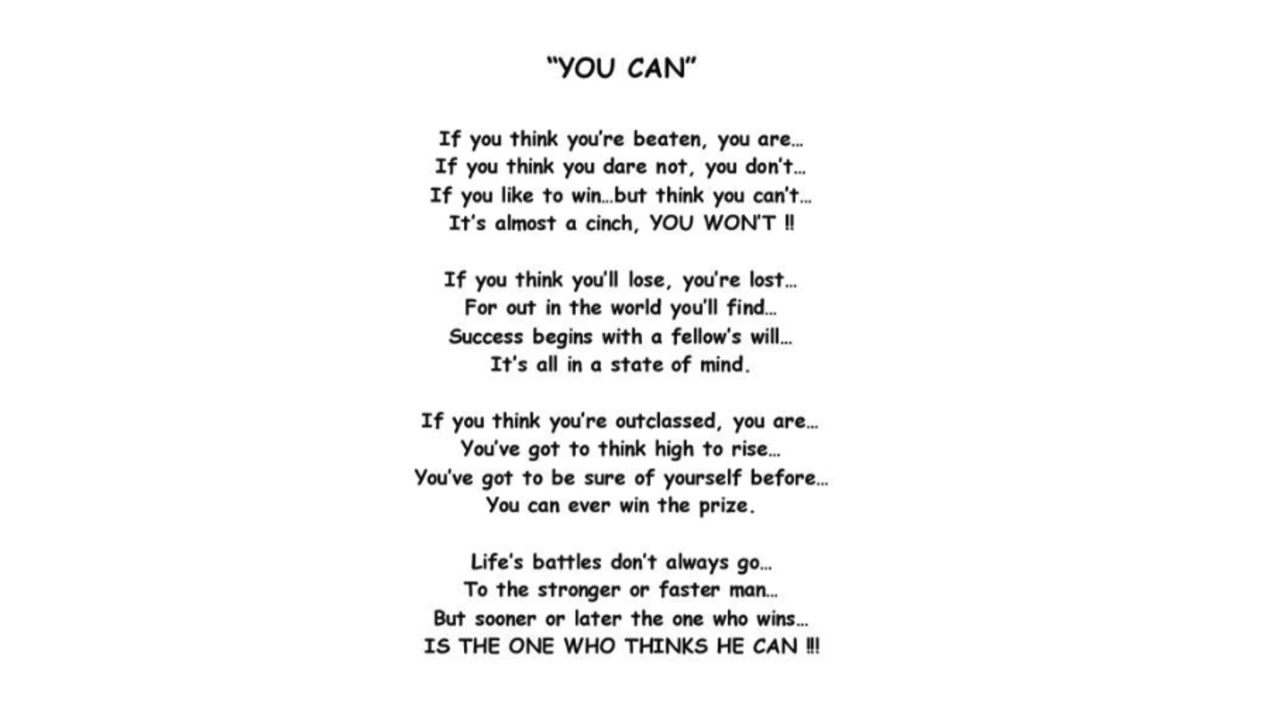 “YOU CAN”
If you think you're beaten, you are…
If you think you dare not, you don't…
If you like to win…but think you can't…
It's almost a cinch, YOU WON'T !!
If you think you'll lose, you're lost…
For out in the world you'll find…
Success begins with a fellow's will…
It's all in a state of mind.
If you think you're outclassed, you are…
You've got to think high to rise…
You've got to be sure of yourself before…
You can ever win the prize.
Life's battles don't always go…
To the stronger or faster man…
But sooner or later the one who wins…
IS THE ONE WHO THINKS HE CAN !!!